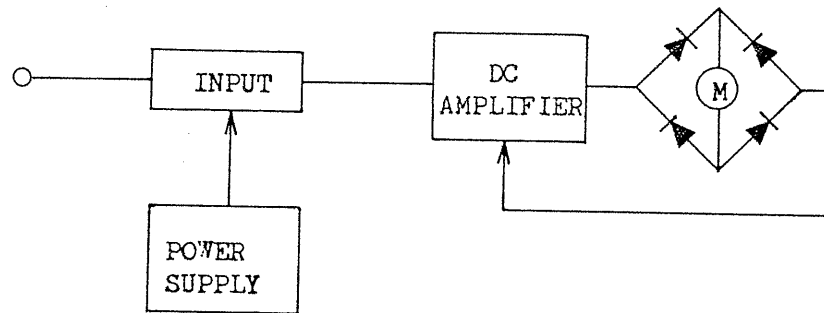 INPUT
DC
AMPLIFIER
M
POWER
SUPPLY